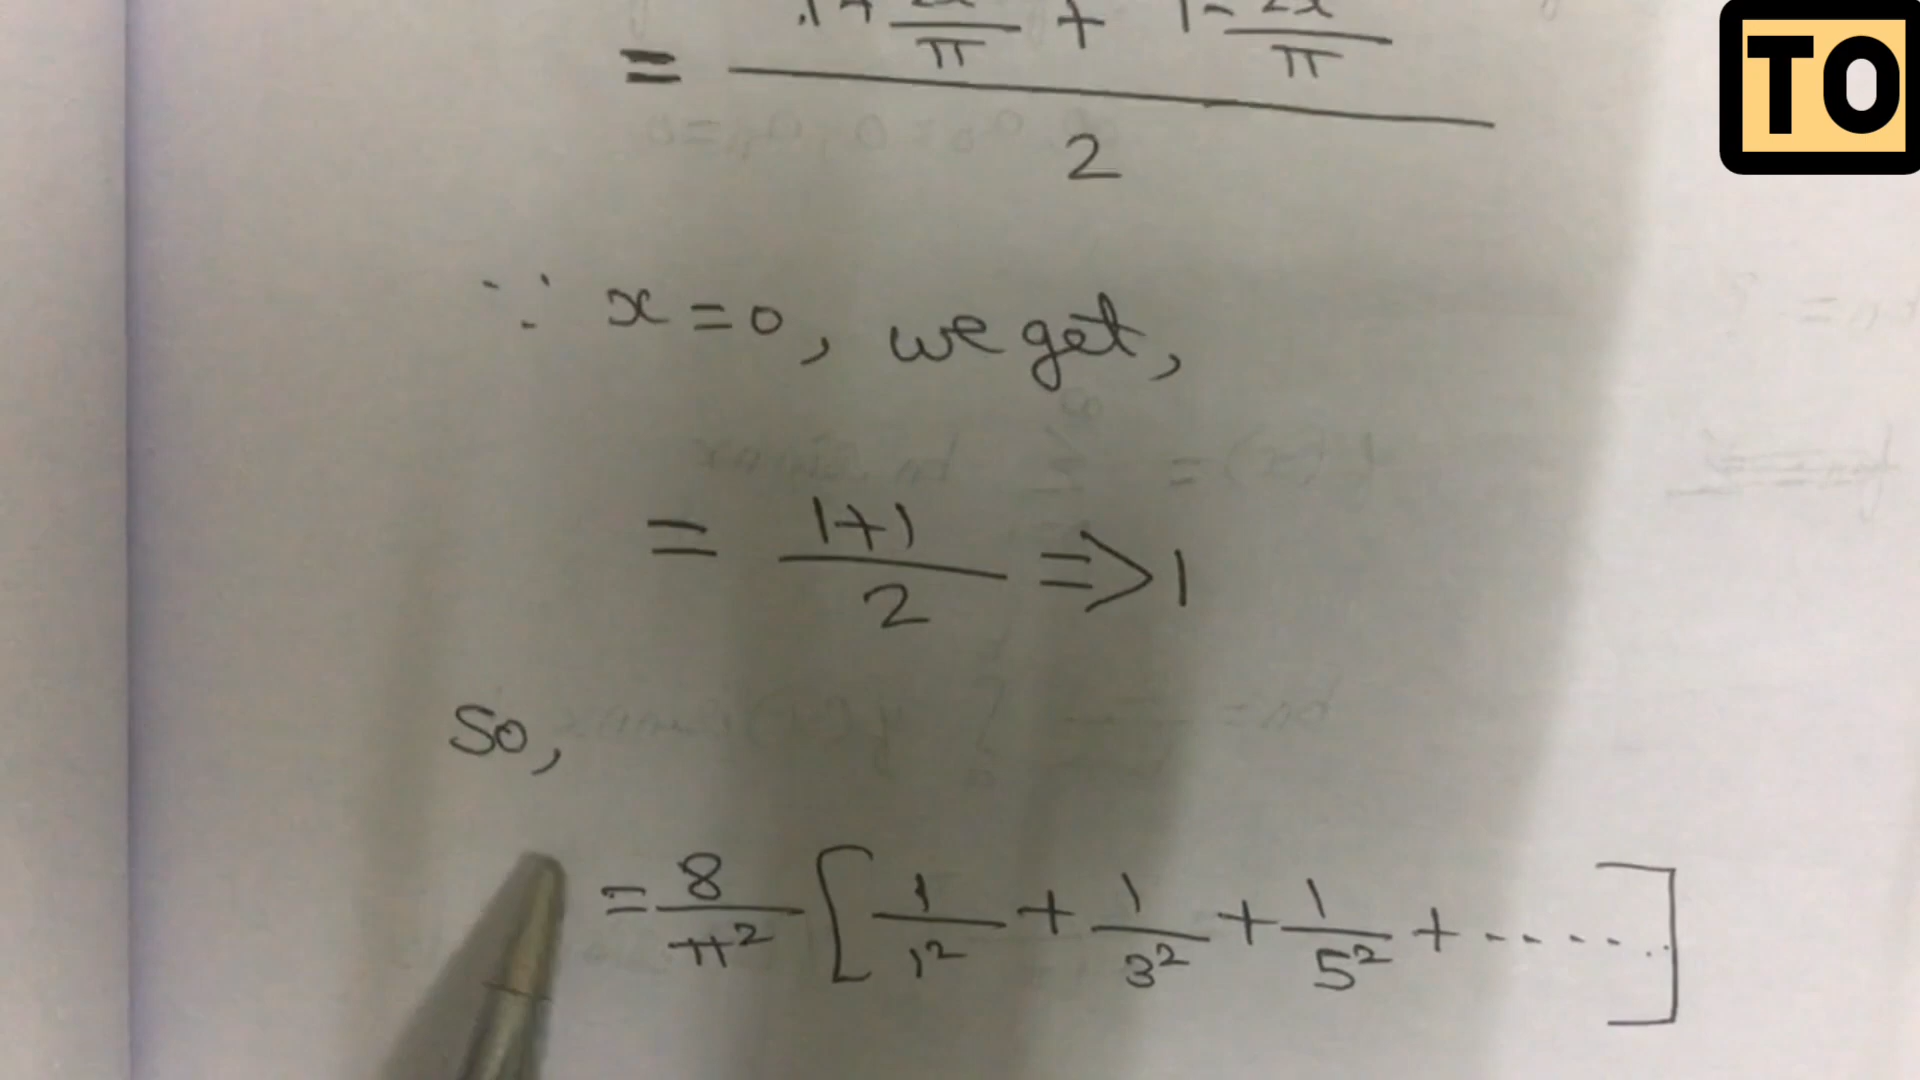 TO
= 1 + 2x/π + 1 - 2x/π
2
∵ x = 0, we get,
= 1+1/2 ⇒ 1
So,
= 8/π² [ 1/1² + 1/3² + 1/5² + ..... ]